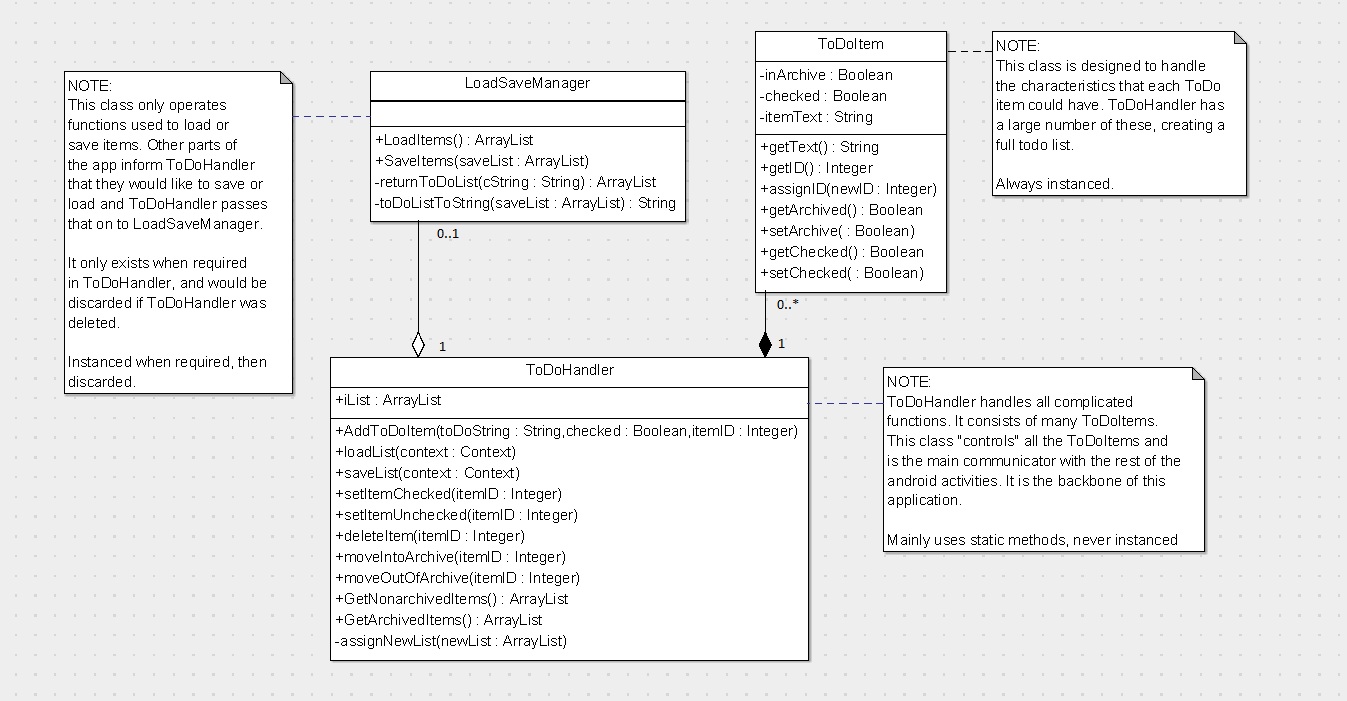 NOTE:
This class only operates
functions used to load or
save items. Other parts of
the app inform ToDoHandler
that they would like to save or
load and ToDoHandler passes
that on to LoadSaveManager.
It only exists when required
in ToDoHandler, and would be
discarded if ToDoHandler was
deleted.
Instanced when required, then
discarded.
LoadSaveManager
+LoadItems() : ArrayList
+SaveItems(saveList : ArrayList)
-returnToDoList(cString : String) : ArrayList
-toDoListToString(saveList : ArrayList) : String
0..1
1
ToDoItem
-inArchive : Boolean
-checked : Boolean
-itemText : String
+getText() : String
+getID() : Integer
+assignID(newID : Integer)
+getArchived() : Boolean
+setArchive( : Boolean)
+getChecked() : Boolean
+setChecked( : Boolean)
0..*
1
NOTE:
This class is designed to handle
the characteristics that each ToDo
item could have. ToDoHandler has
a large number of these, creating a
full todo list.
Always instanced.
ToDoHandler
+iList : ArrayList
+AddToDoItem(toDoString : String,checked : Boolean,itemID : Integer)
+loadList(context : Context)
+saveList(context : Context)
+setItemChecked(itemID : Integer)
+setItemUnchecked(itemID : Integer)
+deleteItem(itemID : Integer)
+moveIntoArchive(itemID : Integer)
+moveOutOfArchive(itemID : Integer)
+GetNonarchivedItems() : ArrayList
+GetArchivedItems() : ArrayList
-assignNewList(newList : ArrayList)
NOTE:
ToDoHandler handles all complicated
functions. It consists of many ToDoItems.
This class "controls" all the ToDoItems and
is the main communicator with the rest of the
android activities. It is the backbone of this
application.
Mainly uses static methods, never instanced